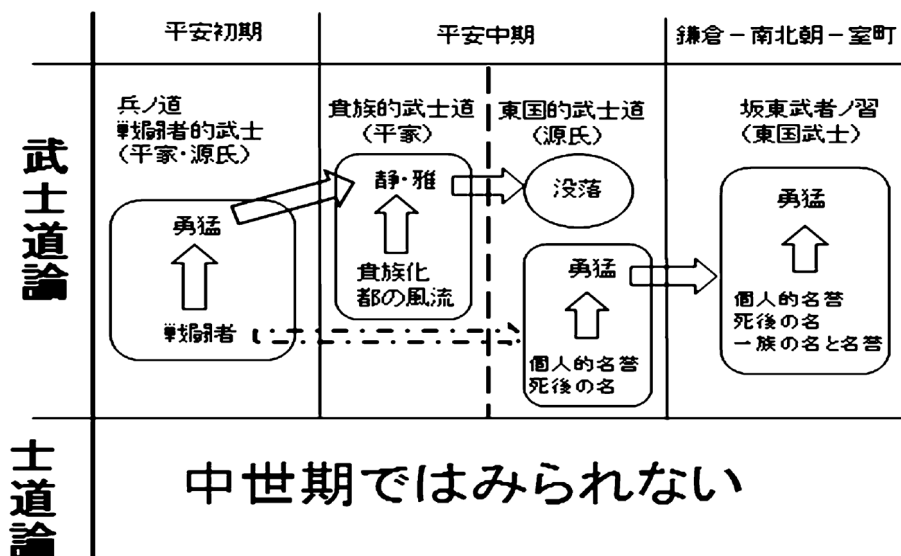 平安初期
平安中期
鎌倉－南北朝－室町
武士道論
兵ノ道
戦闘者的武士
(平家・源氏)
勇猛
戦闘者
貴族的武士道
(平家)
静・雅
貴族化
都の風流
東国的武士道
(源氏)
没落
勇猛
個人的名誉
死後の名
坂東武者ノ習
(東国武士)
勇猛
個人的名誉
死後の名
一族の名と名誉
士道論
中世期ではみられない